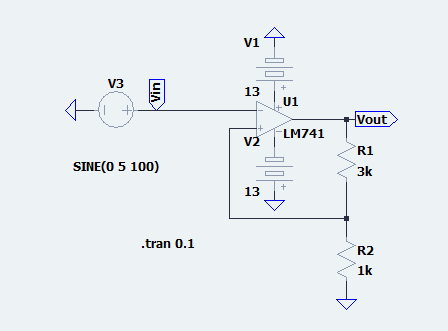 V1
V3
Vin
13
U1
Vout
LM741
V2
R1
3k
SINE(0 5 100)
13
.tran 0.1
R2
1k